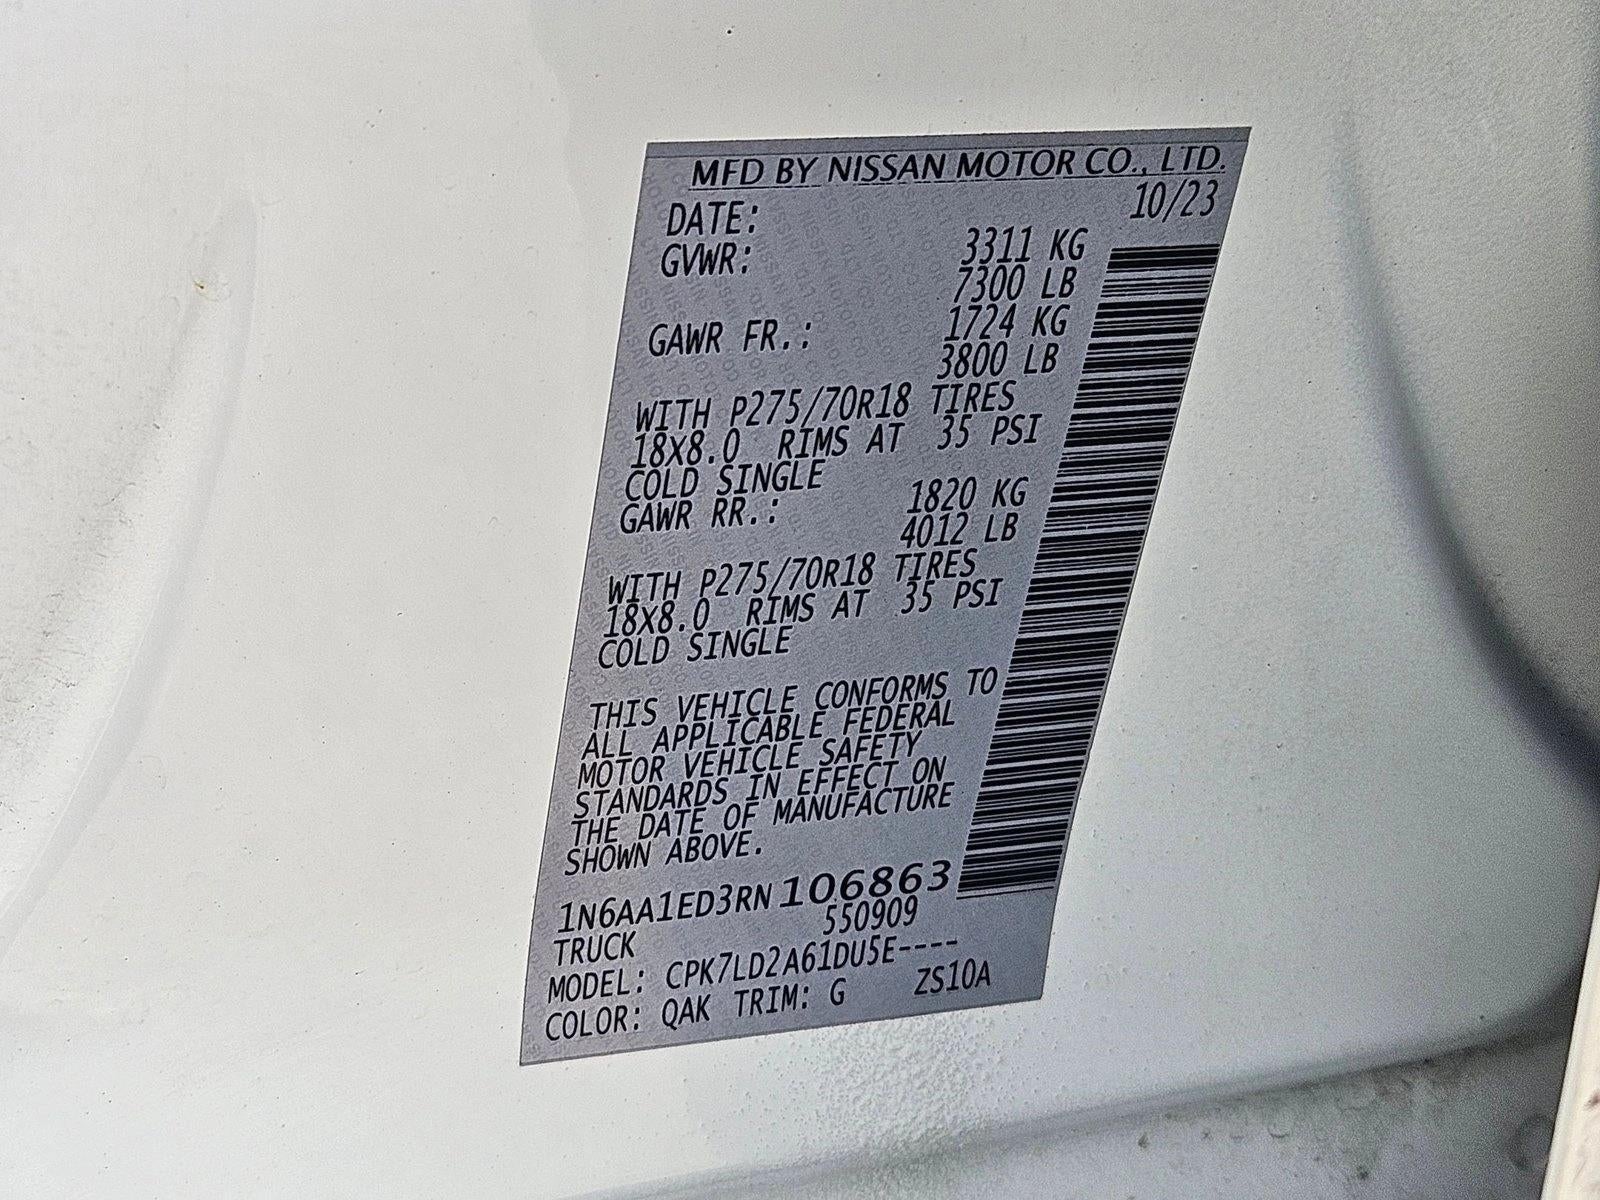 MFD BY NISSAN MOTOR CO., LTD.
DATE: 10/23
GVWR: 3311 KG
7300 LB
GAWR FR.: 1724 KG
3800 LB
WITH P275/70R18 TIRES
18X8.0 RIMS AT 35 PSI
COLD SINGLE
GAWR RR.: 1820 KG
4012 LB
WITH P275/70R18 TIRES
18X8.0 RIMS AT 35 PSI
COLD SINGLE
THIS VEHICLE CONFORMS TO
ALL APPLICABLE FEDERAL
MOTOR VEHICLE SAFETY
STANDARDS IN EFFECT ON
THE DATE OF MANUFACTURE
SHOWN ABOVE.
1N6AA1ED3RN106863
TRUCK 550909
MODEL: CPK7LD2A61DU5E----
COLOR: QAK TRIM: G ZS10A